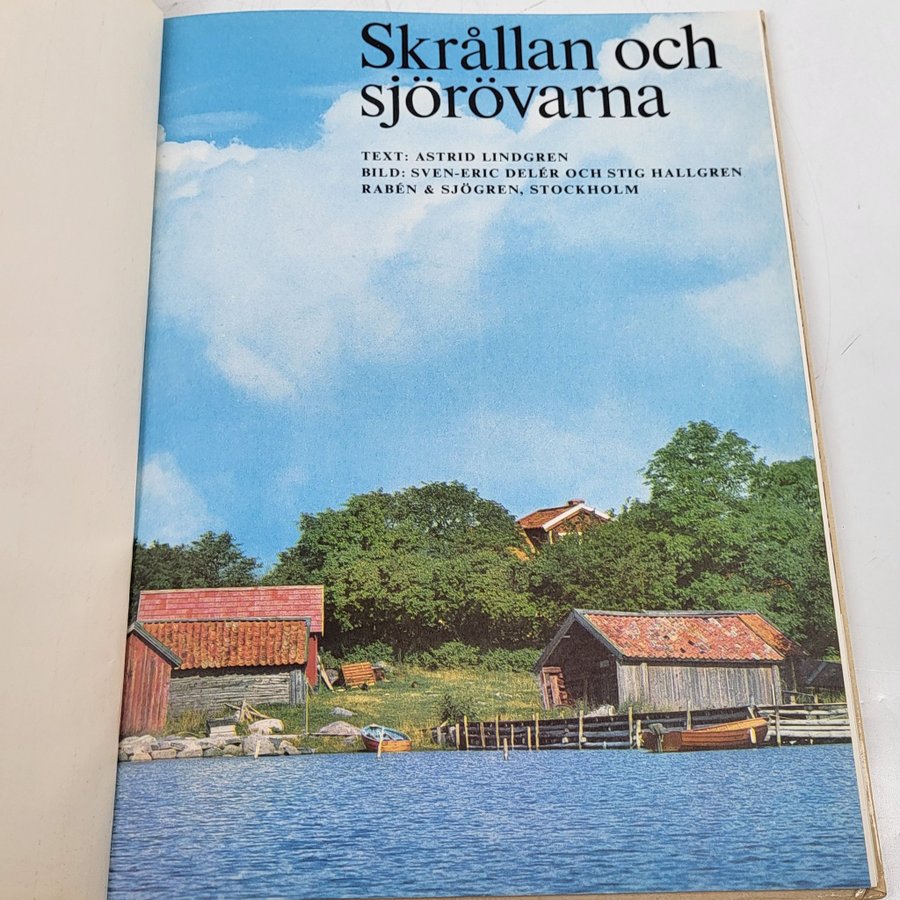 Skrållan och
sjörövarna
TEXT: ASTRID LINDGREN
BILD: SVEN-ERIC DELÉR OCH STIG HALLGREN
RABÉN & SJÖGREN, STOCKHOLM